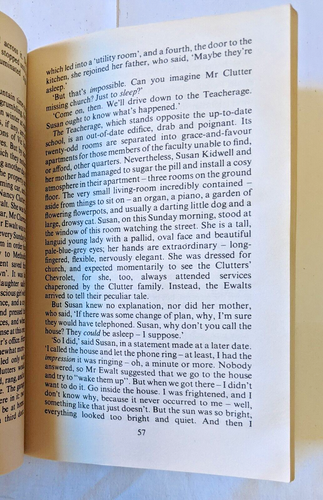 which led into a 'utility room', and a fourth, the door to the
kitchen, she rejoined her father, who said, 'Maybe they're
asleep.'
'But that's impossible. Can you imagine Mr Clutter
missing church? Just to sleep?'
'Come on, then. We'll drive down to the Teacherage.
Susan ought to know what's happened.'
The Teacherage, which stands opposite the up-to-date
school, is an out-of-date edifice, drab and poignant. Its
twenty-odd rooms are separated into grace-and-favour
apartments for those members of the faculty unable to find,
or afford, other quarters. Nevertheless, Susan Kidwell and
her mother had managed to sugar the pill and install a cosy
atmosphere in their apartment – three rooms on the ground
floor. The very small living-room incredibly contained –
aside from things to sit on – an organ, a piano, a garden of
flowering flowerpots, and usually a darting little dog and a
large, drowsy cat. Susan, on this Sunday morning, stood at
the window of this room watching the street. She is a tall,
languid young lady with a pallid, oval face and beautiful
pale-blue-grey eyes; her hands are extraordinary – long-
fingered, flexible, nervously elegant. She was dressed for
church, and expected momentarily to see the Clutters'
Chevrolet, for she, too, always attended services
chaperoned by the Clutter family. Instead, the Ewalts
arrived to tell their peculiar tale.
But Susan knew no explanation, nor did her mother,
who said, 'If there was some change of plan, why, I'm sure
they would have telephoned. Susan, why don't you call the
house? They could be asleep – I suppose.'
'So I did,' said Susan, in a statement made at a later date.
'I called the house and let the phone ring – at least, I had the
impression it was ringing – oh, a minute or more. Nobody
answered, so Mr Ewalt suggested that we go to the house
and try to "wake them up". But when we got there – I didn't
want to do it. Go inside the house. I was frightened, and I
don't know why, because it never occurred to me – well,
something like that just doesn't. But the sun was so bright,
everything looked too bright and quiet. And then I
57